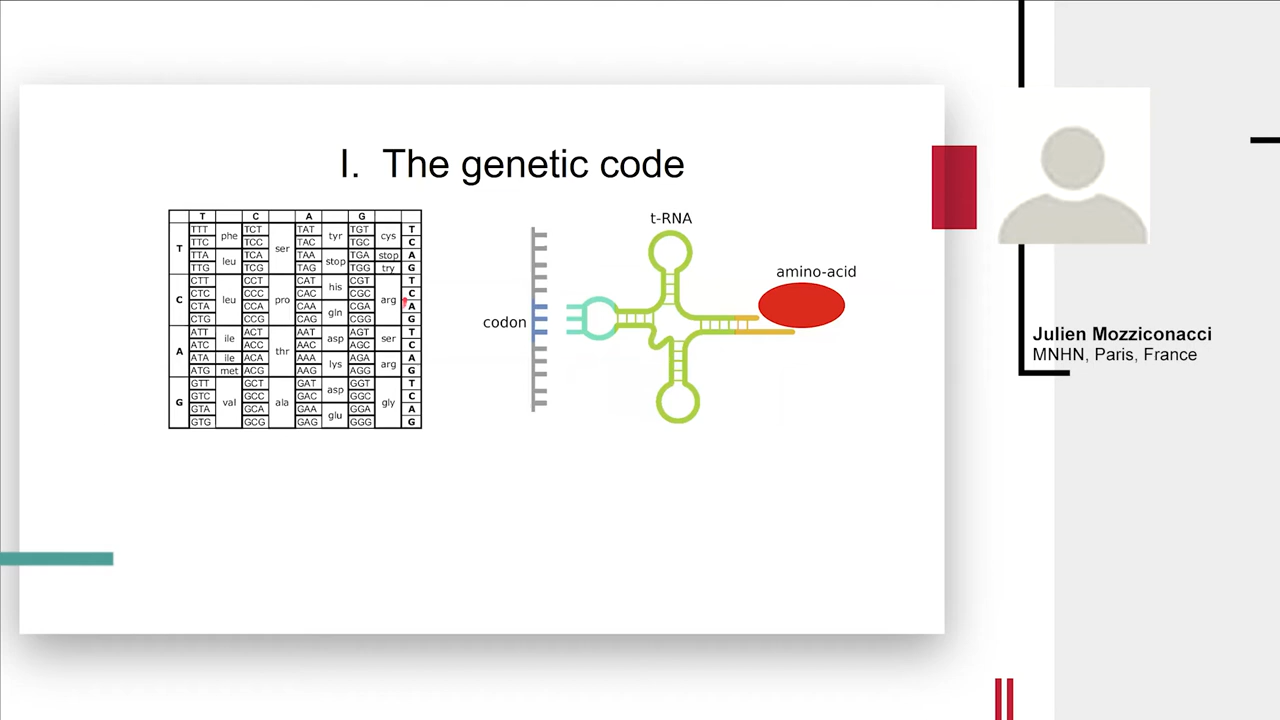 I. The genetic code
T C A G
TTT phe TCT ser TAT tyr TGT cys T
TTC TCC TAC TGC C
T TTA leu TCA TAA stop TGA stop A
TTG TCG TAG TGG try G
CTT leu CCT pro CAT his CGT arg T
CTC CCC CAC CGC C
C CTA CCA CAA gln CGA A
CTG CCG CAG CGG G
ATT ile ACT thr AAT asp AGT ser T
ATC ACC AAC AGC C
A ATA ile ACA AAA lys AGA arg A
ATG met ACG AAG AGG G
GTT val GCT ala GAT asp GGT gly T
GTC GCC GAC GGC C
G GTA GCA GAA glu GGA A
GTG GCG GAG GGG G
t-RNA
amino-acid
codon
Julien Mozziconacci
MNHN, Paris, France